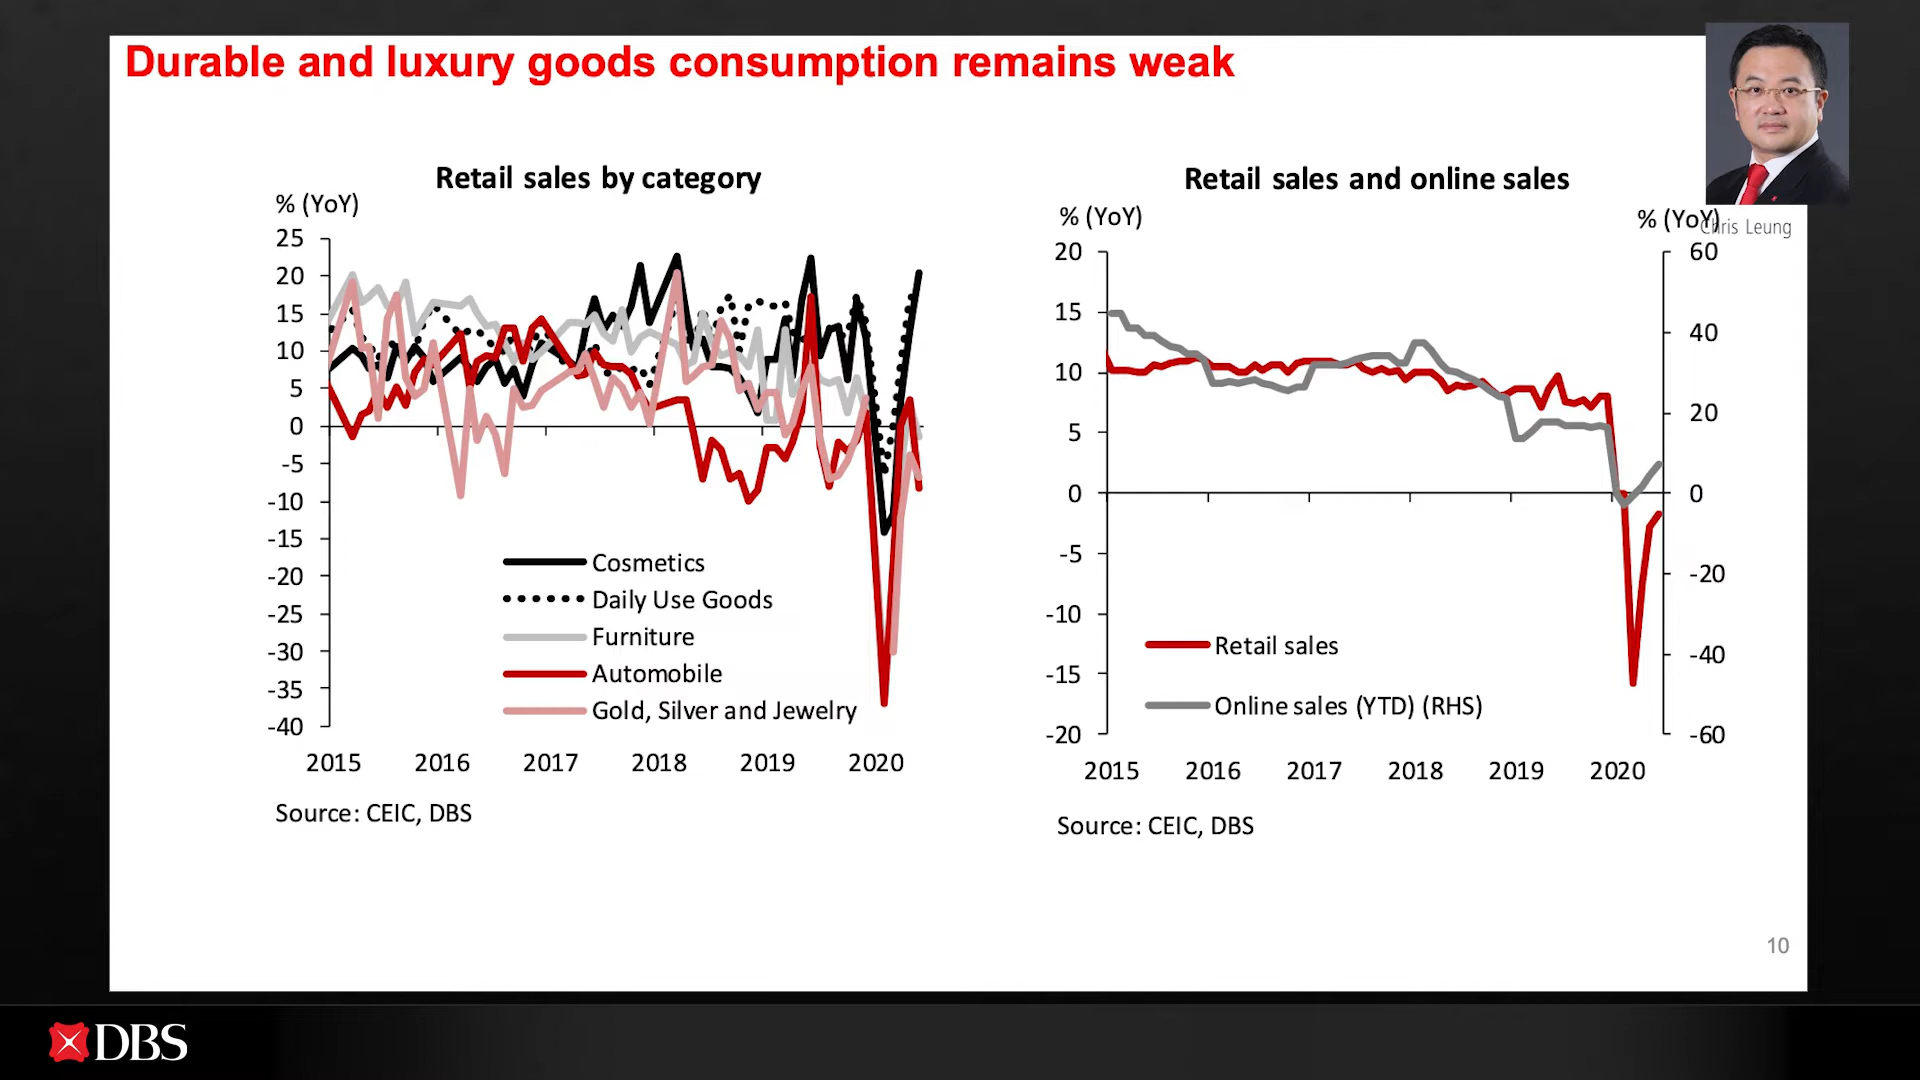 Durable and luxury goods consumption remains weak
Retail sales by category
% (YoY)
25
20
15
10
5
0
-5
-10
-15
-20
-25
-30
-35
-40
Cosmetics
Daily Use Goods
Furniture
Automobile
Gold, Silver and Jewelry
2015 2016 2017 2018 2019 2020
Source: CEIC, DBS
Retail sales and online sales
% (YoY)
% (YoY)
Chris Leung
20
15
10
5
0
-5
-10
-15
-20
60
40
20
0
-20
-40
-60
Retail sales
Online sales (YTD) (RHS)
2015 2016 2017 2018 2019 2020
Source: CEIC, DBS
10
DBS